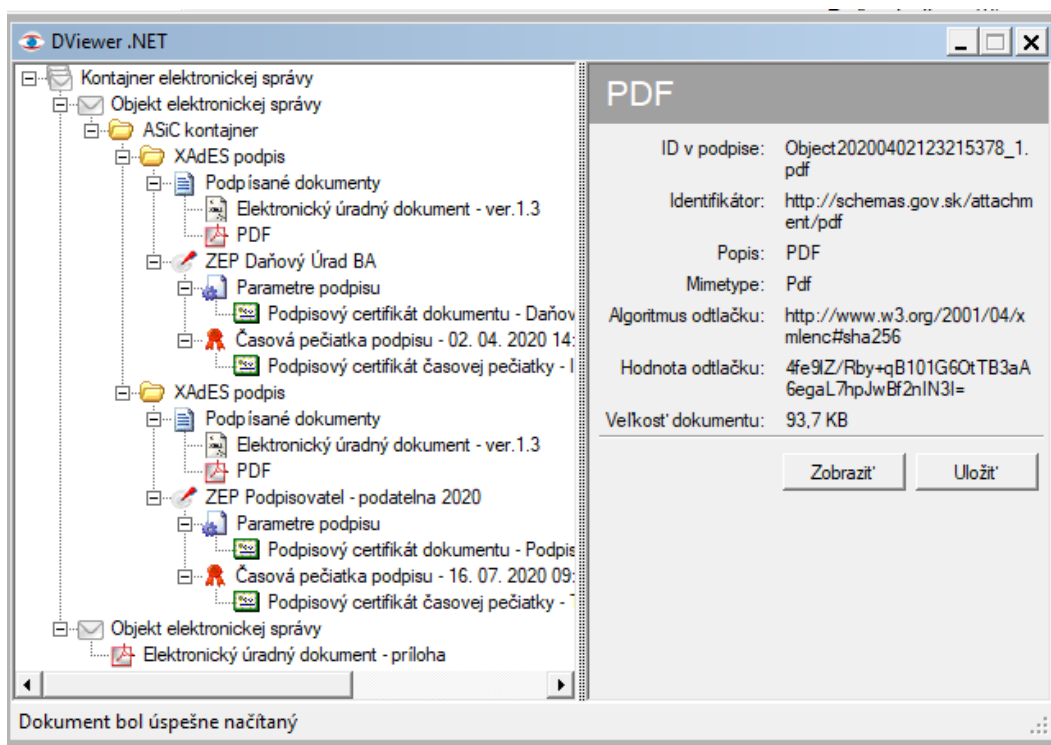 DViewer .NET
Kontajner elektronickej správy
Objekt elektronickej správy
ASiC kontajner
XAdES podpis
Podpísané dokumenty
Elektronický úradný dokument - ver.1.3
PDF
ZEP Daňový Úrad BA
Parametre podpisu
Podpisový certifikát dokumentu - Daňov
Časová pečiatka podpisu - 02. 04. 2020 14:
Podpisový certifikát časovej pečiatky - I
XAdES podpis
Podpísané dokumenty
Elektronický úradný dokument - ver.1.3
PDF
ZEP Podpisovatel - podatelna 2020
Parametre podpisu
Podpisový certifikát dokumentu - Podpis
Časová pečiatka podpisu - 16. 07. 2020 09:
Podpisový certifikát časovej pečiatky -
Objekt elektronickej správy
Elektronický úradný dokument - príloha
PDF
ID v podpise: Object20200402123215378_1.
pdf
Identifikátor: http://schemas.gov.sk/attachm
ent/pdf
Popis: PDF
Mimetype: Pdf
Algoritmus odtlačku: http://www.w3.org/2001/04/x
mlenc#sha256
Hodnota odtlačku:
Veľkosť dokumentu: 93,7 KB
Zobraziť Uložiť
Dokument bol úspešne načítaný